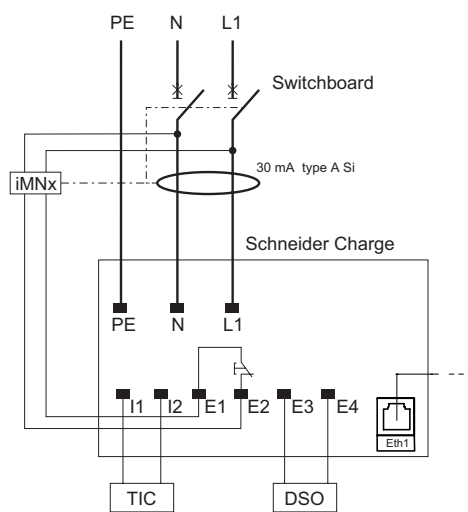 PE N L1
Switchboard
30 mA type A Si
iMNx
Schneider Charge
PE N L1
I1 I2 E1 E2 E3 E4
Eth1
TIC DSO